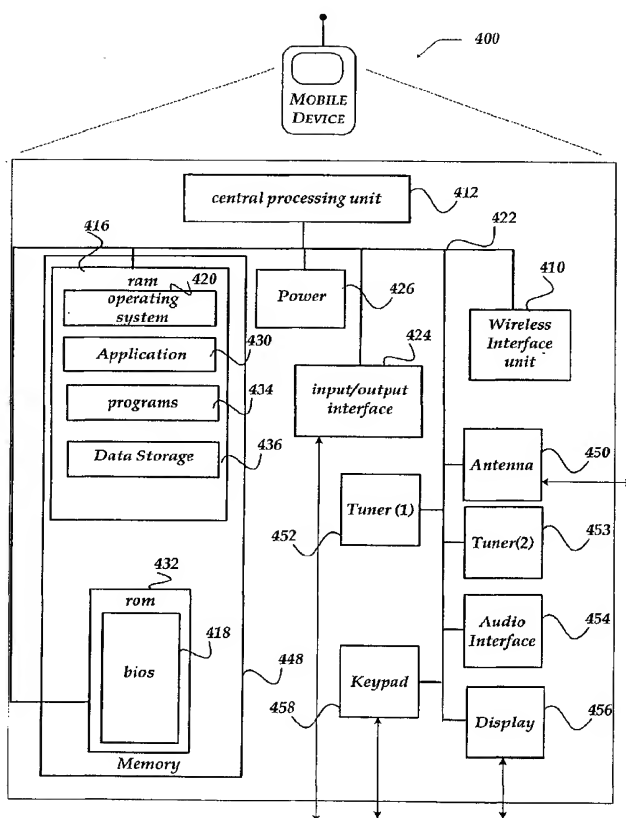 400
MOBILE
DEVICE
central processing unit
412
416
422
ram
420
operating
system
Power
426
410
Wireless
Interface
unit
Application
430
424
input/output
interface
programs
434
Data Storage
436
Antenna
450
Tuner (1)
452
Tuner(2)
453
432
rom
418
bios
448
Memory
Audio
Interface
454
Keypad
458
Display
456